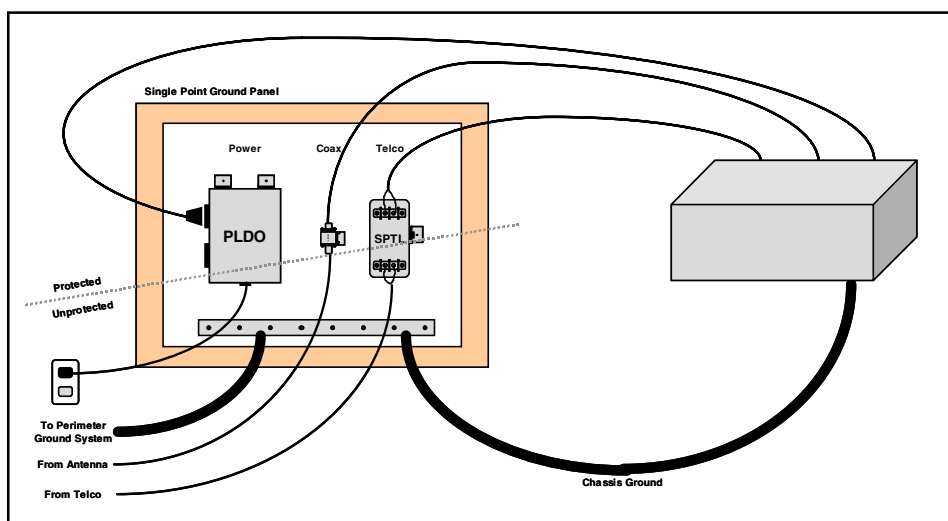 Single Point Ground Panel
Power
Coax
Telco
PLDO
SPTL
Protected
Unprotected
To Perimeter
Ground System
From Antenna
From Telco
Chassis Ground